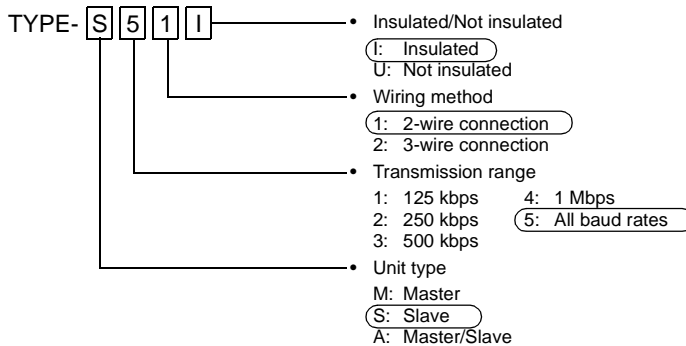 TYPE- S 5 1 I
• Insulated/Not insulated
I: Insulated
U: Not insulated
• Wiring method
1: 2-wire connection
2: 3-wire connection
• Transmission range
1: 125 kbps 4: 1 Mbps
2: 250 kbps 5: All baud rates
3: 500 kbps
• Unit type
M: Master
S: Slave
A: Master/Slave